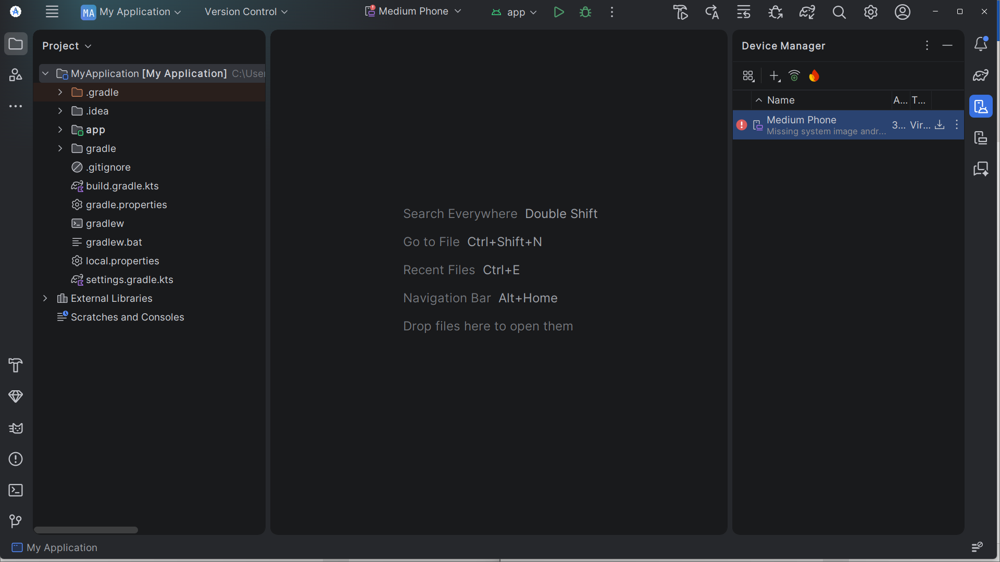 MA My Application
Version Control
Medium Phone
app
Project
MyApplication [My Application] C:\User
.gradle
.idea
app
gradle
.gitignore
build.gradle.kts
gradle.properties
gradlew
gradlew.bat
local.properties
settings.gradle.kts
External Libraries
Scratches and Consoles
Search Everywhere Double Shift
Go to File Ctrl+Shift+N
Recent Files Ctrl+E
Navigation Bar Alt+Home
Drop files here to open them
Device Manager
Name A... T...
Medium Phone 3... Vir...
Missing system image andr...
My Application